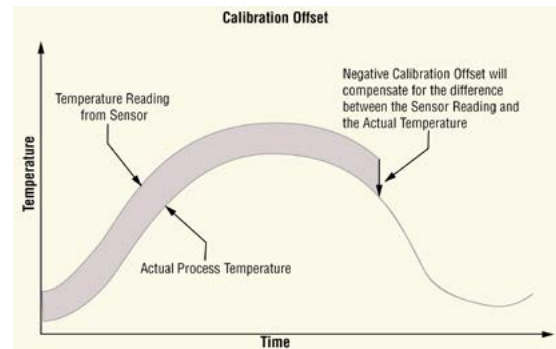 Calibration Offset
Temperature Reading
from Sensor
Negative Calibration Offset will
compensate for the difference
between the Sensor Reading and
the Actual Temperature
Temperature
Actual Process Temperature
Time